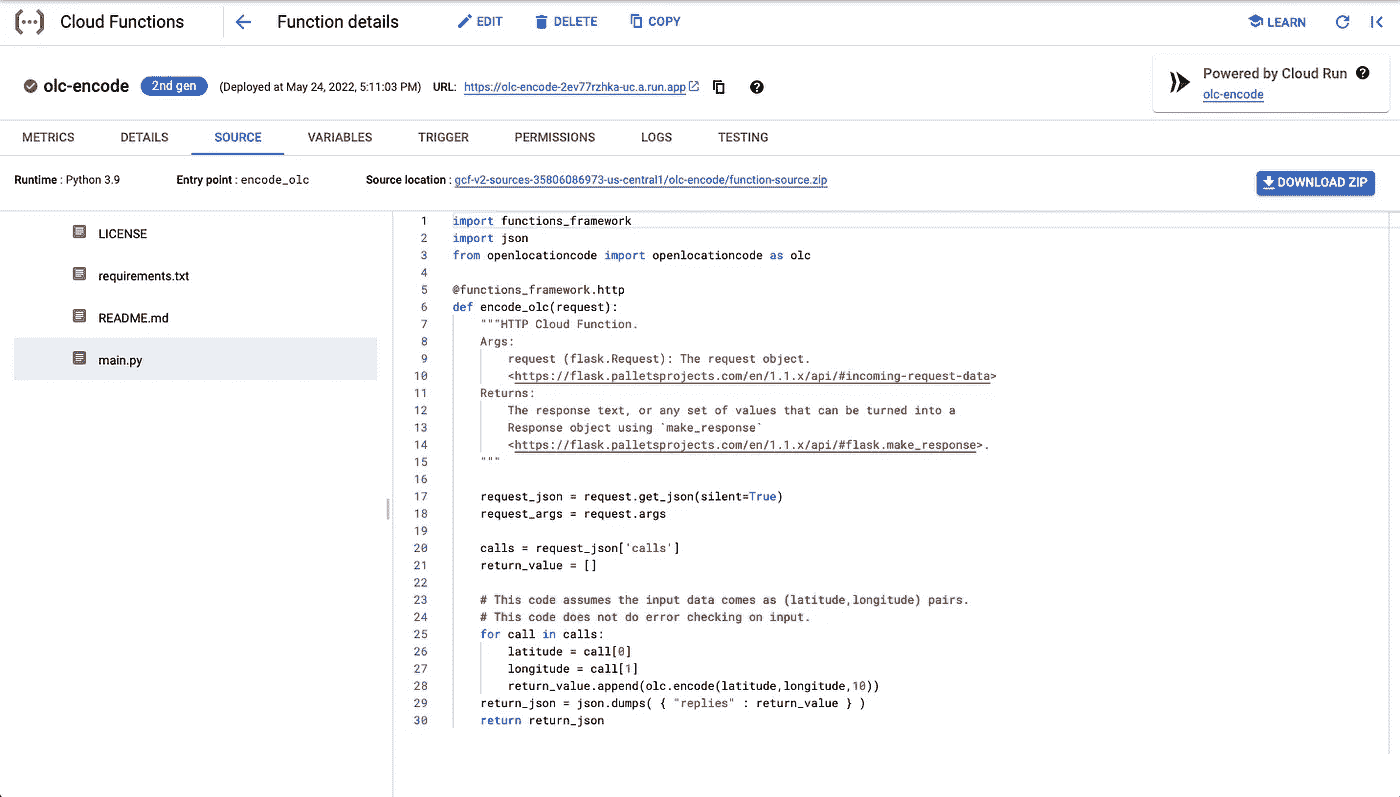 Cloud Functions
Function details
EDIT
DELETE
COPY
LEARN
olc-encode
2nd gen
(Deployed at May 24, 2022, 5:11:03 PM)
URL: https://olc-encode-2ev77rzhka-uc.a.run.app
Powered by Cloud Run
olc-encode
METRICS
DETAILS
SOURCE
VARIABLES
TRIGGER
PERMISSIONS
LOGS
TESTING
Runtime : Python 3.9
Entry point : encode_olc
Source location : gcf-v2-sources-35806086973-us-central1/olc-encode/function-source.zip
DOWNLOAD ZIP
LICENSE
requirements.txt
README.md
main.py
1 import functions_framework
2 import json
3 from openlocationcode import openlocationcode as olc
4
5 @functions_framework.http
6 def encode_olc(request):
7     """HTTP Cloud Function.
8     Args:
9         request (flask.Request): The request object.
10         <https://flask.palletsprojects.com/en/1.1.x/api/#incoming-request-data>
11     Returns:
12         The response text, or any set of values that can be turned into a
13         Response object using `make_response`
14         <https://flask.palletsprojects.com/en/1.1.x/api/#flask.make_response>.
15     """
16
17     request_json = request.get_json(silent=True)
18     request_args = request.args
19
20     calls = request_json['calls']
21     return_value = []
22
23     # This code assumes the input data comes as (latitude,longitude) pairs.
24     # This code does not do error checking on input.
25     for call in calls:
26         latitude = call[0]
27         longitude = call[1]
28         return_value.append(olc.encode(latitude,longitude,10))
29     return_json = json.dumps( { "replies" : return_value } )
30     return return_json